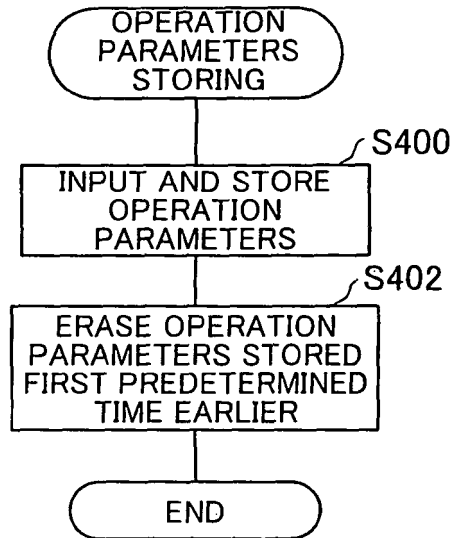 OPERATION
PARAMETERS
STORING
S400
INPUT AND STORE
OPERATION
PARAMETERS
S402
ERASE OPERATION
PARAMETERS STORED
FIRST PREDETERMINED
TIME EARLIER
END